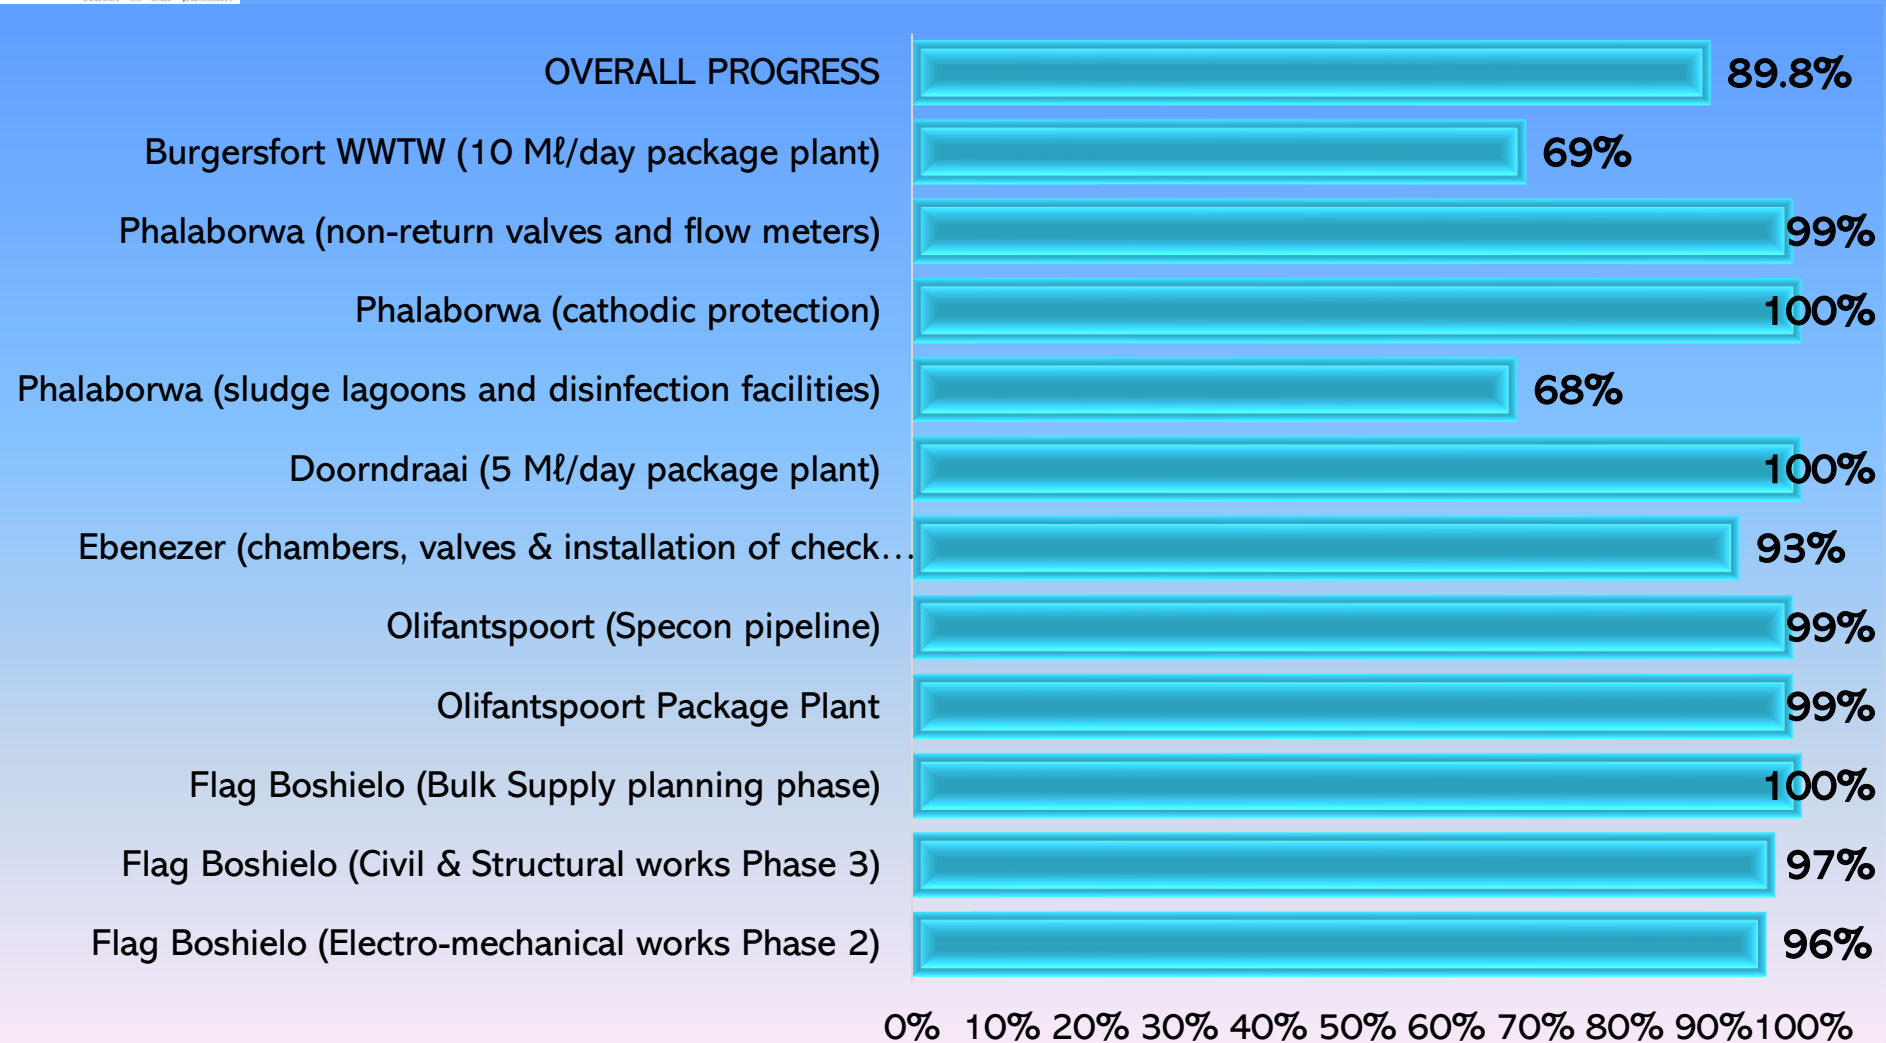 OVERALL PROGRESS 89.8%
Burgersfort WWTW (10 Mℓ/day package plant) 69%
Phalaborwa (non-return valves and flow meters) 99%
Phalaborwa (cathodic protection) 100%
Phalaborwa (sludge lagoons and disinfection facilities) 68%
Doorndraai (5 Mℓ/day package plant) 100%
Ebenezer (chambers, valves & installation of check… 93%
Olifantspoort (Specon pipeline) 99%
Olifantspoort Package Plant 99%
Flag Boshielo (Bulk Supply planning phase) 100%
Flag Boshielo (Civil & Structural works Phase 3) 97%
Flag Boshielo (Electro-mechanical works Phase 2) 96%
0% 10% 20% 30% 40% 50% 60% 70% 80% 90% 100%